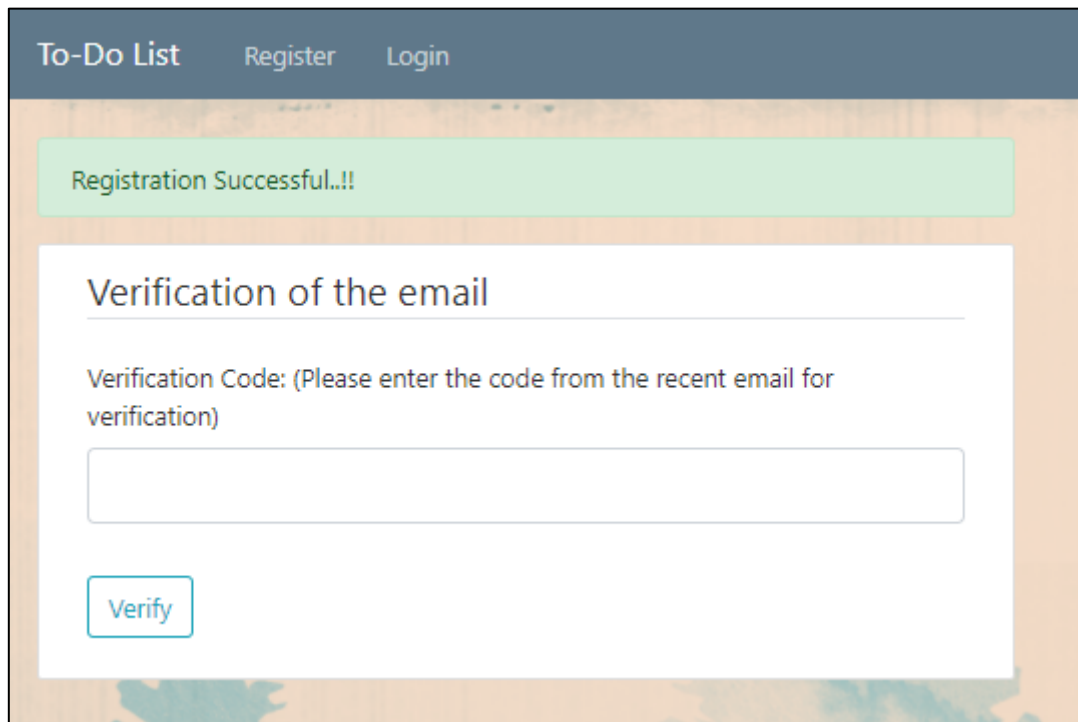 To-Do List Register Login
Registration Successful..!!
Verification of the email
Verification Code: (Please enter the code from the recent email for
verification)
Verify